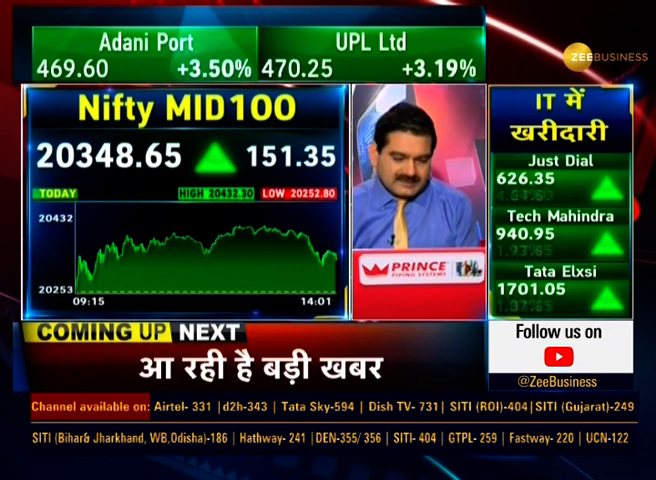 Adani Port
469.60 +3.50%
UPL Ltd
470.25 +3.19%
ZEEBUSINESS
Nifty MID100
20348.65 151.35
TODAY HIGH 20432.30 LOW 20252.80
20432
20253
09:15 14:01
PRINCE
PIPING SYSTEMS
IT में
खरीदारी
Just Dial
626.35
Tech Mahindra
940.95
Tata Elxsi
1701.05
COMING UP NEXT
आ रही है बड़ी खबर
Follow us on
@ZeeBusiness
Channel available on: Airtel- 331 |d2h-343 | Tata Sky-594 | Dish TV- 731| SITI (ROI)-404|SITI (Gujarat)-249
SITI (Bihar& Jharkhand, WB,Odisha)-186 | Hathway- 241 |DEN-355/ 356 | SITI- 404 | GTPL- 259 | Fastway- 220 | UCN-122